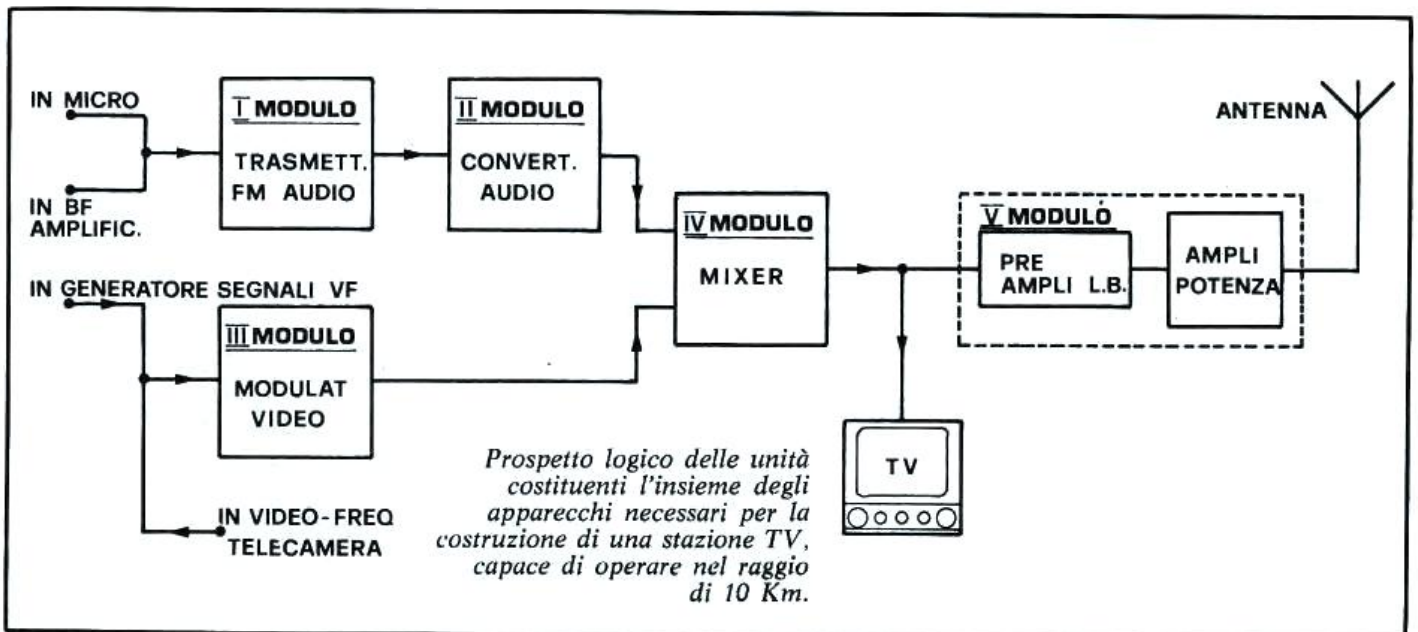 IN MICRO
IN BF
AMPLIFIC.
I MODULO
TRASMETT.
FM AUDIO
II MODULO
CONVERT.
AUDIO
IN GENERATORE SEGNALI VF
III MODULO
MODULAT
VIDEO
IN VIDEO-FREQ
TELECAMERA
IV MODULO
MIXER
TV
V MODULO
PRE
AMPLI L.B.
AMPLI
POTENZA
ANTENNA
Prospetto logico delle unità
costituenti l'insieme degli
apparecchi necessari per la
costruzione di una stazione TV,
capace di operare nel raggio
di 10 Km.